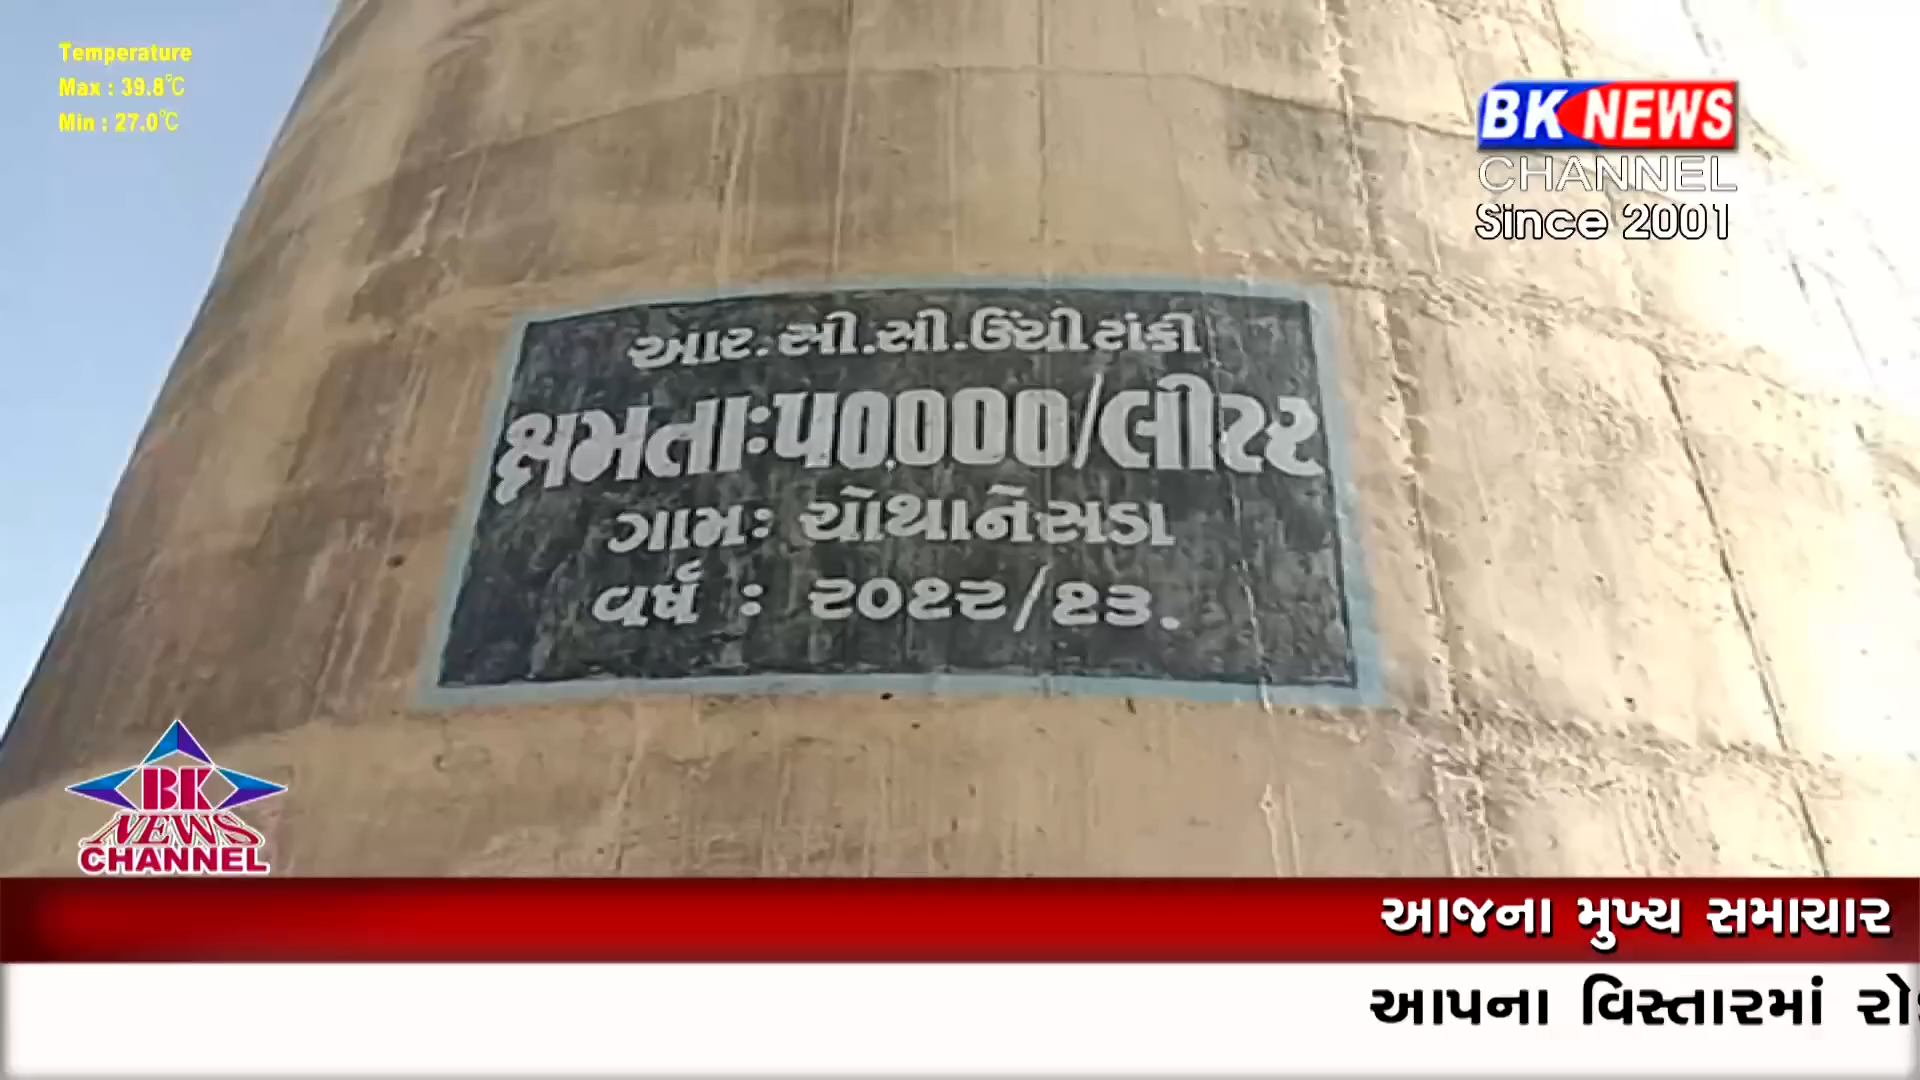 Temperature
Max : 39.8℃
Min : 27.0℃
BK NEWS
CHANNEL
Since 2001
આર.સી.સી.ઉંચી ટાંકી
ક્ષમતા:૫૦,૦૦૦/લીટર
ગામઃ ચોથાનેસડા
વર્ષ : ૨૦૨૨/૨૩.
BK
NEWS
CHANNEL
આજના મુખ્ય સમાચાર
આપના વિસ્તારમાં